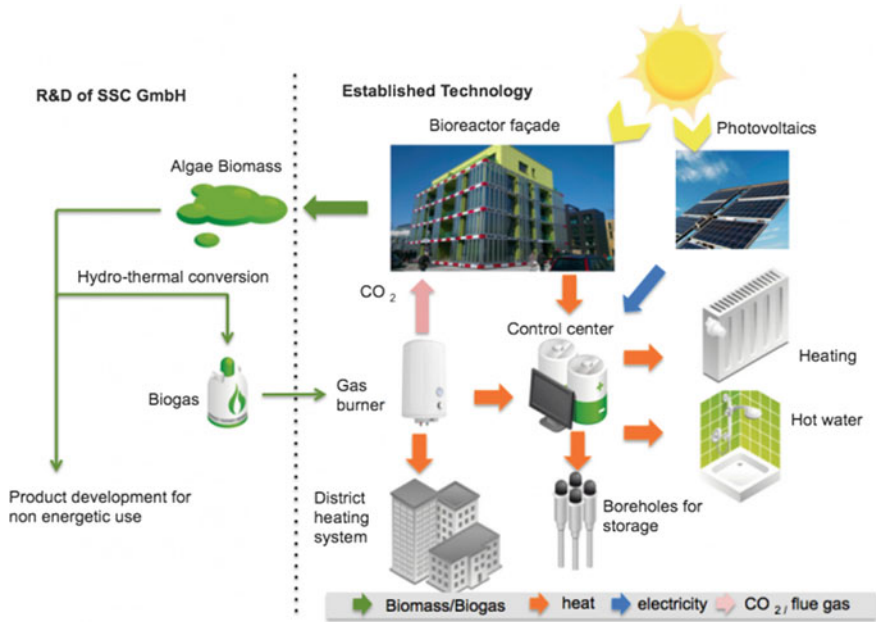 R&D of SSC GmbH
Established Technology
Bioreactor façade
Photovoltaics
Algae Biomass
Hydro-thermal conversion
CO 2
Control center
Heating
Biogas
Gas
burner
Hot water
Product development for
non energetic use
District
heating
system
Boreholes for
storage
Biomass/Biogas
heat
electricity
CO 2 / flue gas